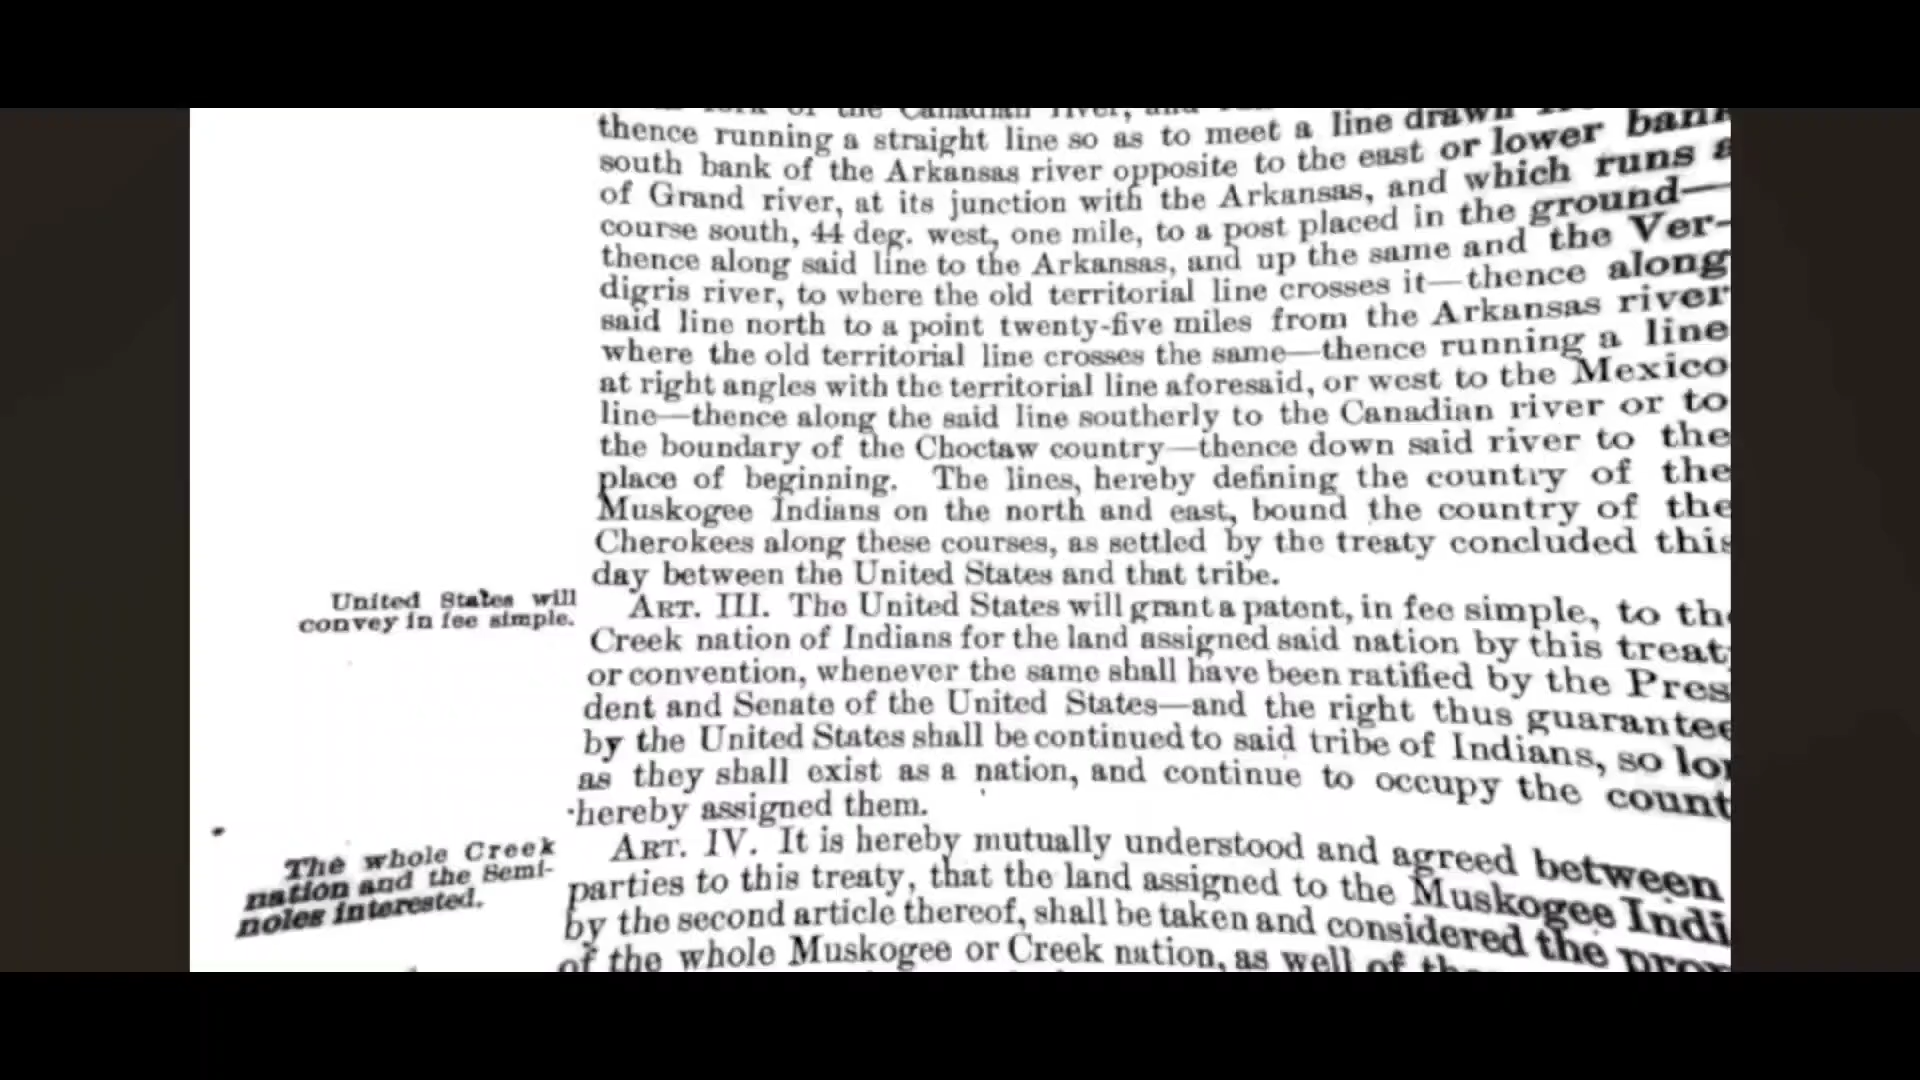 fork of the Canadian river, and
thence running a straight line so as to meet a line drawn
south bank of the Arkansas river opposite to the east or lower bank
of Grand river, at its junction with the Arkansas, and which runs a
course south, 44 deg. west, one mile, to a post placed in the ground—
thence along said line to the Arkansas, and up the same and the Ver-
digris river, to where the old territorial line crosses it—thence along
said line north to a point twenty-five miles from the Arkansas river
where the old territorial line crosses the same—thence running a line
at right angles with the territorial line aforesaid, or west to the Mexico
line—thence along the said line southerly to the Canadian river or to
the boundary of the Choctaw country—thence down said river to the
place of beginning. The lines, hereby defining the country of the
Muskogee Indians on the north and east, bound the country of the
Cherokees along these courses, as settled by the treaty concluded this
day between the United States and that tribe.
United States will
convey in fee simple.
ART. III. The United States will grant a patent, in fee simple, to the
Creek nation of Indians for the land assigned said nation by this treat
or convention, whenever the same shall have been ratified by the Pres
dent and Senate of the United States—and the right thus guarantee
by the United States shall be continued to said tribe of Indians, so lon
as they shall exist as a nation, and continue to occupy the count
hereby assigned them.
The whole Creek
nation and the Semi-
noles interested.
ART. IV. It is hereby mutually understood and agreed between
parties to this treaty, that the land assigned to the Muskogee Indi
by the second article thereof, shall be taken and considered the prop
of the whole Muskogee or Creek nation, as well of